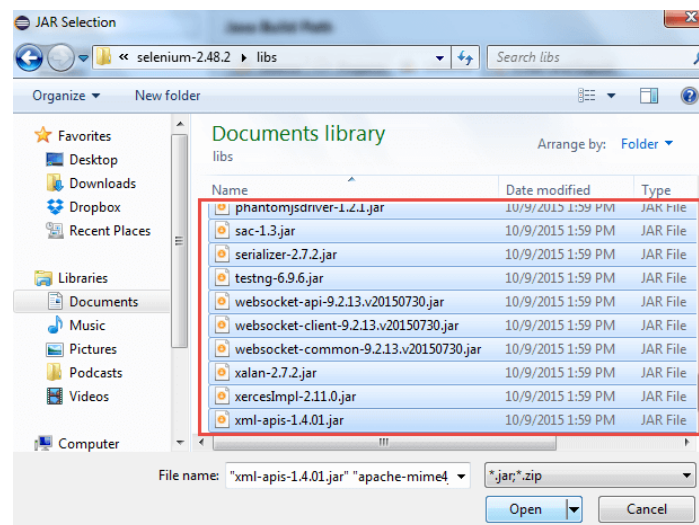 JAR Selection
Java Build Path
« selenium-2.48.2 ▸ libs
Search libs
Organize
New folder
Favorites
Desktop
Downloads
Dropbox
Recent Places
Libraries
Documents
Music
Pictures
Podcasts
Videos
Computer
Documents library
libs
Arrange by: Folder
Name Date modified Type
phantomjsdriver-1.2.1.jar 10/9/2015 1:59 PM JAR File
sac-1.3.jar 10/9/2015 1:59 PM JAR File
serializer-2.7.2.jar 10/9/2015 1:59 PM JAR File
testng-6.9.6.jar 10/9/2015 1:59 PM JAR File
websocket-api-9.2.13.v20150730.jar 10/9/2015 1:59 PM JAR File
websocket-client-9.2.13.v20150730.jar 10/9/2015 1:59 PM JAR File
websocket-common-9.2.13.v20150730.jar 10/9/2015 1:59 PM JAR File
xalan-2.7.2.jar 10/9/2015 1:59 PM JAR File
xercesImpl-2.11.0.jar 10/9/2015 1:59 PM JAR File
xml-apis-1.4.01.jar 10/9/2015 1:59 PM JAR File
File name: "xml-apis-1.4.01.jar" "apache-mime4
*.jar;*.zip
Open
Cancel